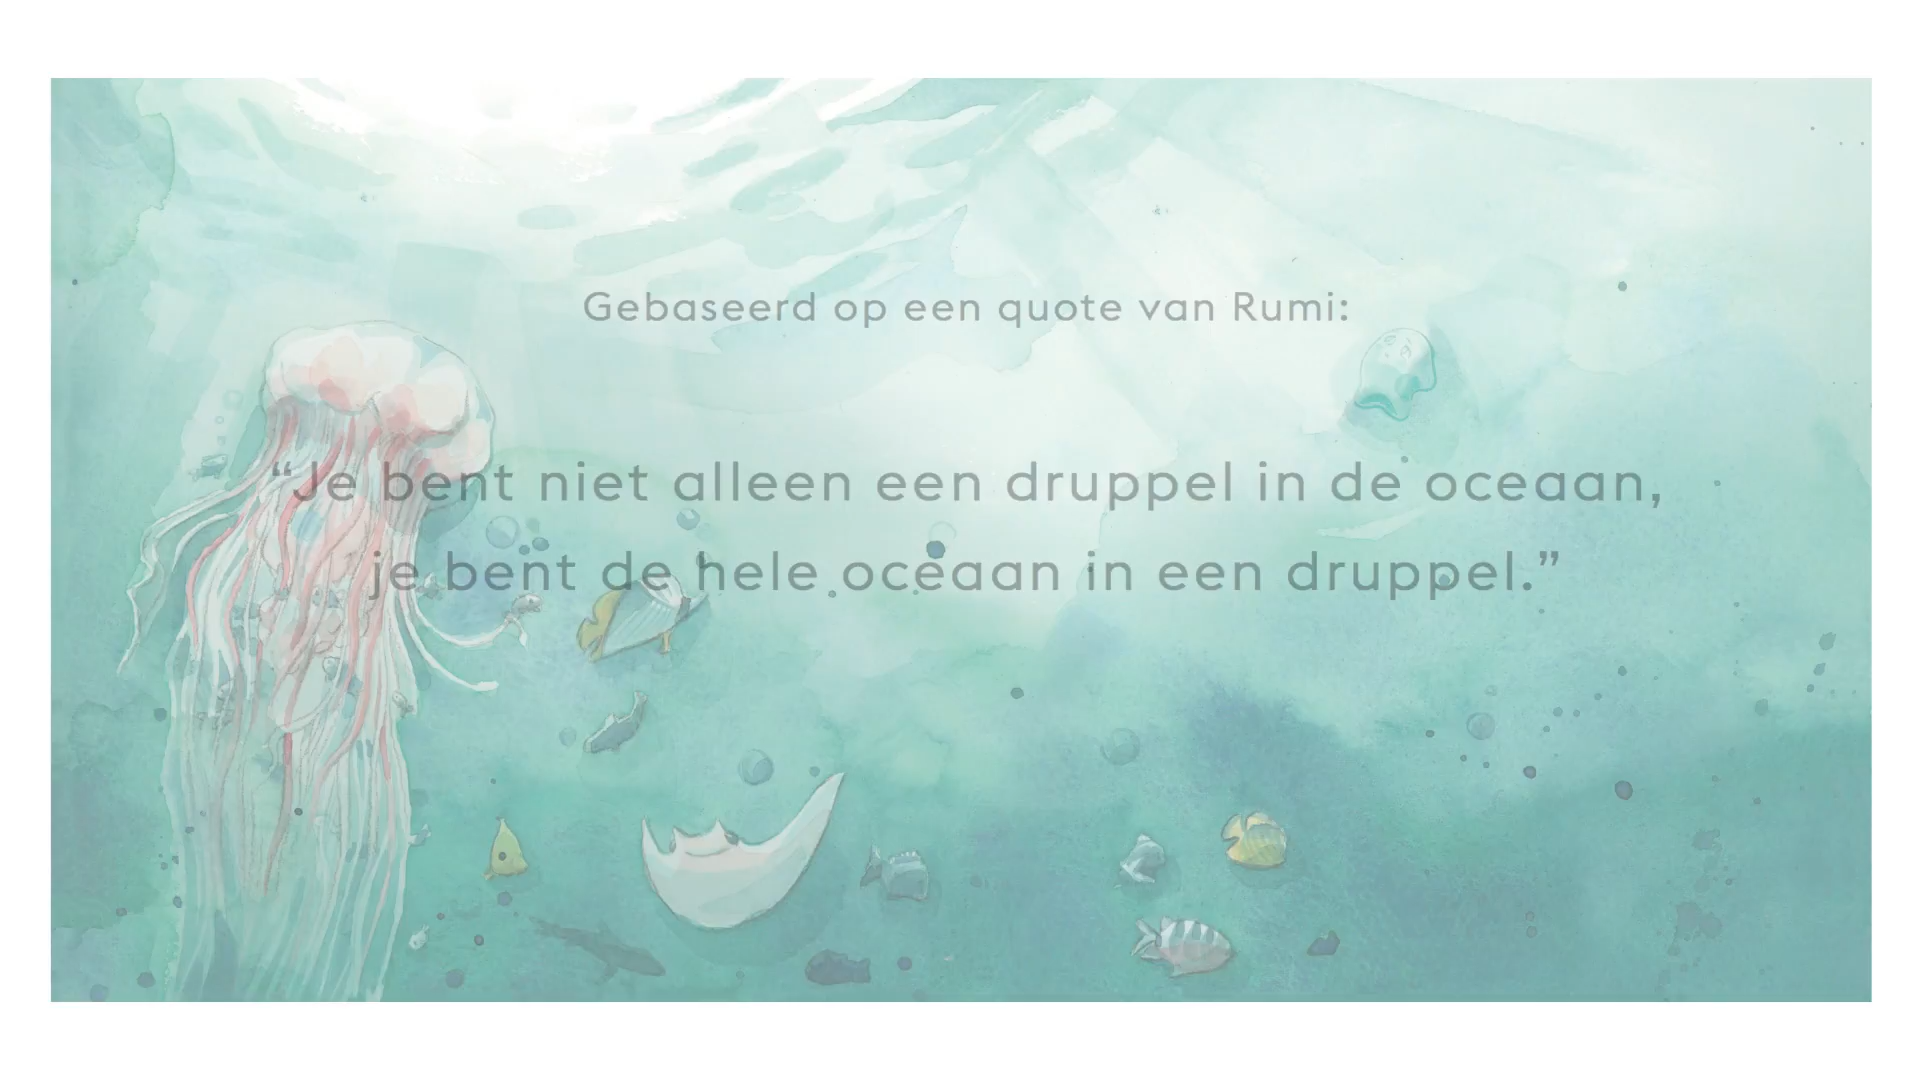 Gebaseerd op een quote van Rumi:
“Je bent niet alleen een druppel in de oceaan,
je bent de hele oceaan in een druppel.”